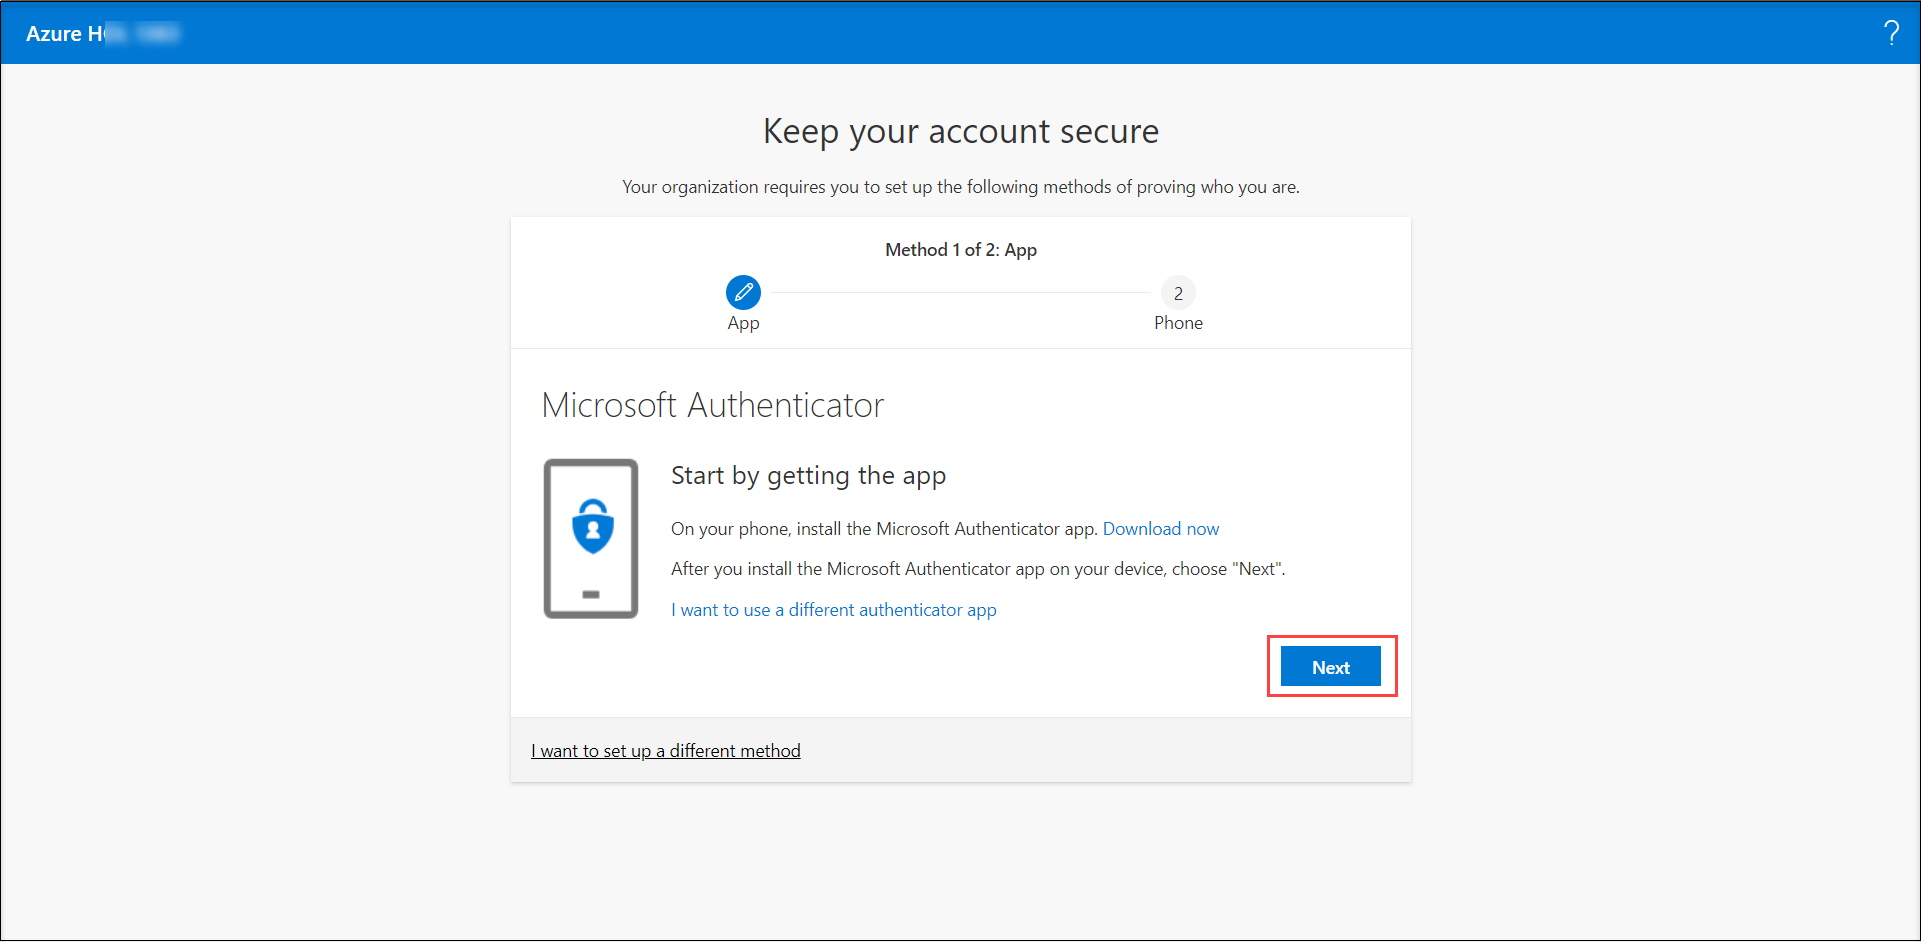 Azure
?
Keep your account secure
Your organization requires you to set up the following methods of proving who you are.
Method 1 of 2: App
2
App
Phone
Microsoft Authenticator
Start by getting the app
On your phone, install the Microsoft Authenticator app. Download now
After you install the Microsoft Authenticator app on your device, choose "Next".
I want to use a different authenticator app
Next
I want to set up a different method